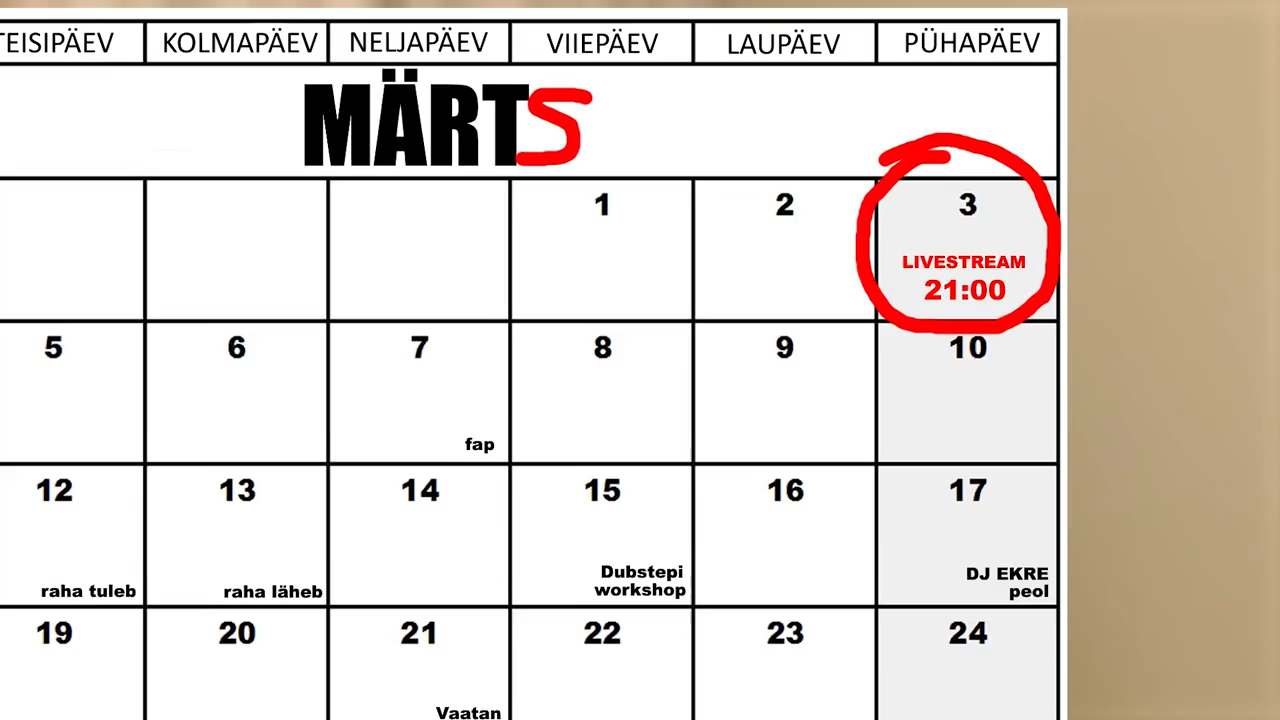 TEISIPÄEV KOLMAPÄEV NELJAPÄEV VIIEPÄEV LAUPÄEV PÜHAPÄEV
MÄRTS
1 2 3
LIVESTREAM
21:00
5 6 7 8 9 10
fap
12 13 14 15 16 17
raha tuleb raha läheb Dubstepi
workshop DJ EKRE
peol
19 20 21 22 23 24
Vaatan